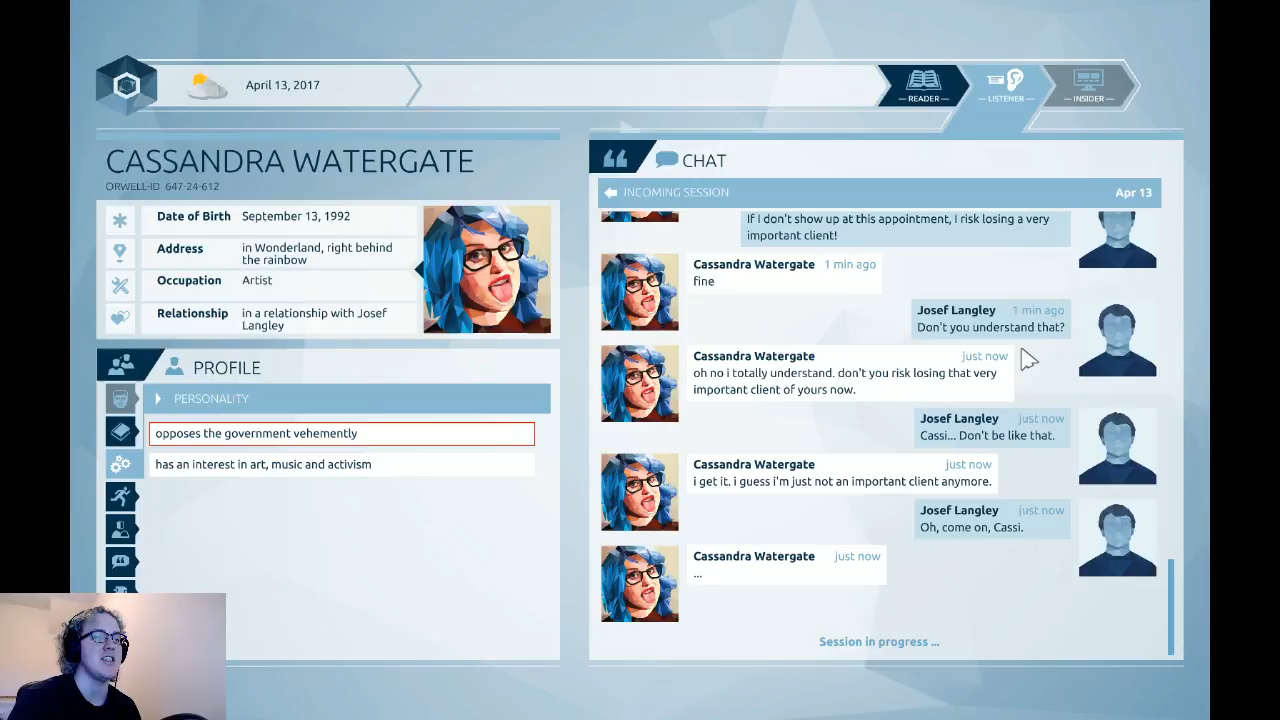 April 13, 2017
— READER —
— LISTENER —
— INSIDER —
CASSANDRA WATERGATE
ORWELL-ID 647-24-612
Date of Birth September 13, 1992
Address in Wonderland, right behind
the rainbow
Occupation Artist
Relationship in a relationship with Josef
Langley
PROFILE
PERSONALITY
opposes the government vehemently
has an interest in art, music and activism
CHAT
INCOMING SESSION Apr 13
If I don't show up at this appointment, I risk losing a very
important client!
Cassandra Watergate 1 min ago
fine
Josef Langley 1 min ago
Don't you understand that?
Cassandra Watergate just now
oh no i totally understand. don't you risk losing that very
important client of yours now.
Josef Langley just now
Cassi... Don't be like that.
Cassandra Watergate just now
i get it. i guess i'm just not an important client anymore.
Josef Langley just now
Oh, come on, Cassi.
Cassandra Watergate just now
...
Session in progress ...